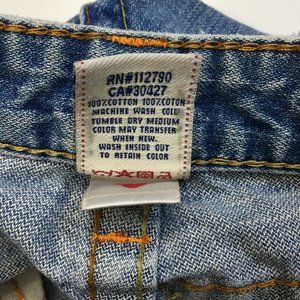 RN#112790
CA#30427
100%COTTON 100%COTON
MACHINE WASH COLD
TUMBLE DRY MEDIUM
COLOR MAY TRANSFER
WHEN NEW.
WASH INSIDE OUT
TO RETAIN COLOR